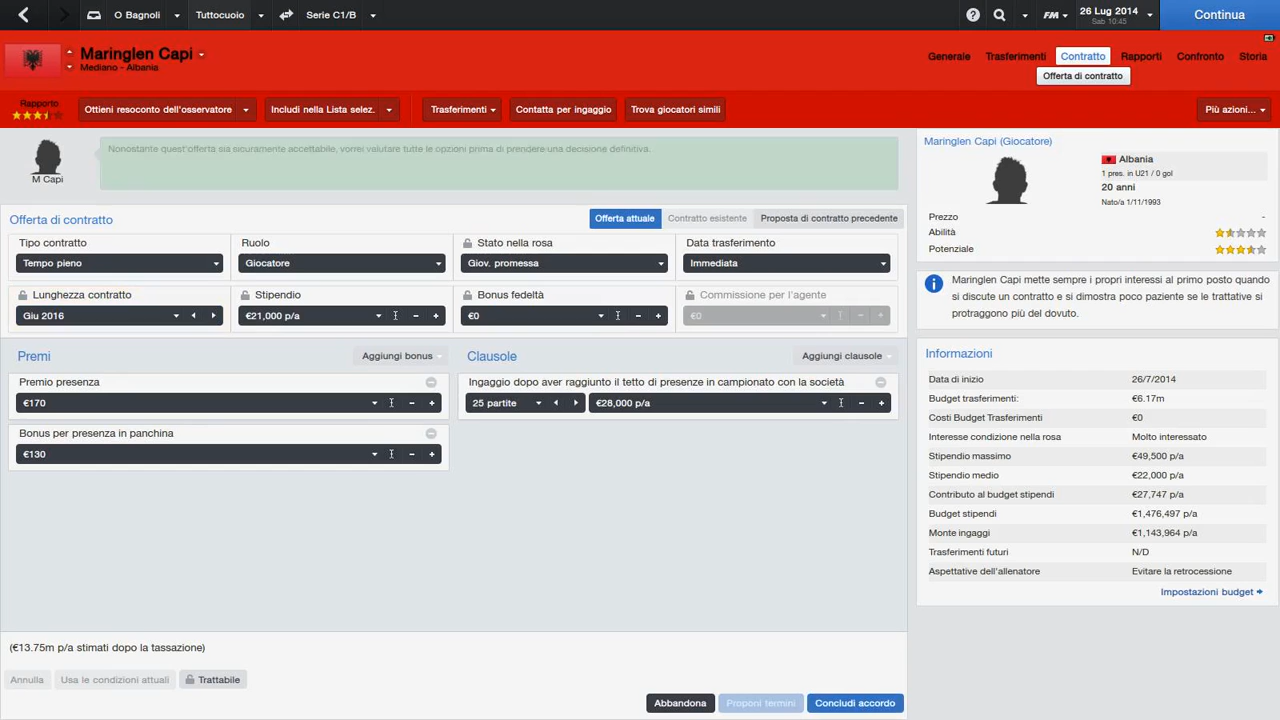 O Bagnoli
Tuttocuoio
Serie C1/B
FM
26 Lug 2014
Sab 10:45
Continua
Maringlen Capi
Mediano - Albania
Generale
Trasferimenti
Contratto
Rapporti
Confronto
Storia
Offerta di contratto
Rapporto
Ottieni resoconto dell'osservatore
Includi nella Lista selez.
Trasferimenti
Contatta per ingaggio
Trova giocatori simili
Più azioni...
M Capi
Nonostante quest'offerta sia sicuramente accettabile, vorrei valutare tutte le opzioni prima di prendere una decisione definitiva.
Offerta di contratto
Offerta attuale
Contratto esistente
Proposta di contratto precedente
Tipo contratto
Tempo pieno
Ruolo
Giocatore
Stato nella rosa
Giov. promessa
Data trasferimento
Immediata
Lunghezza contratto
Giu 2016
Stipendio
€21,000 p/a
Bonus fedeltà
€0
Commissione per l'agente
€0
Premi
Aggiungi bonus
Premio presenza
€170
Bonus per presenza in panchina
€130
Clausole
Aggiungi clausole
Ingaggio dopo aver raggiunto il tetto di presenze in campionato con la società
25 partite
€28,000 p/a
(€13.75m p/a stimati dopo la tassazione)
Annulla
Usa le condizioni attuali
Trattabile
Abbandona
Proponi termini
Concludi accordo
Maringlen Capi (Giocatore)
Albania
1 pres. in U21 / 0 gol
20 anni
Nato/a 1/11/1993
Prezzo -
Abilità
Potenziale
Maringlen Capi mette sempre i propri interessi al primo posto quando
si discute un contratto e si dimostra poco paziente se le trattative si
protraggono più del dovuto.
Informazioni
Data di inizio 26/7/2014
Budget trasferimenti: €6.17m
Costi Budget Trasferimenti €0
Interesse condizione nella rosa Molto interessato
Stipendio massimo €49,500 p/a
Stipendio medio €22,000 p/a
Contributo al budget stipendi €27,747 p/a
Budget stipendi €1,476,497 p/a
Monte ingaggi €1,143,964 p/a
Trasferimenti futuri N/D
Aspettative dell'allenatore Evitare la retrocessione
Impostazioni budget